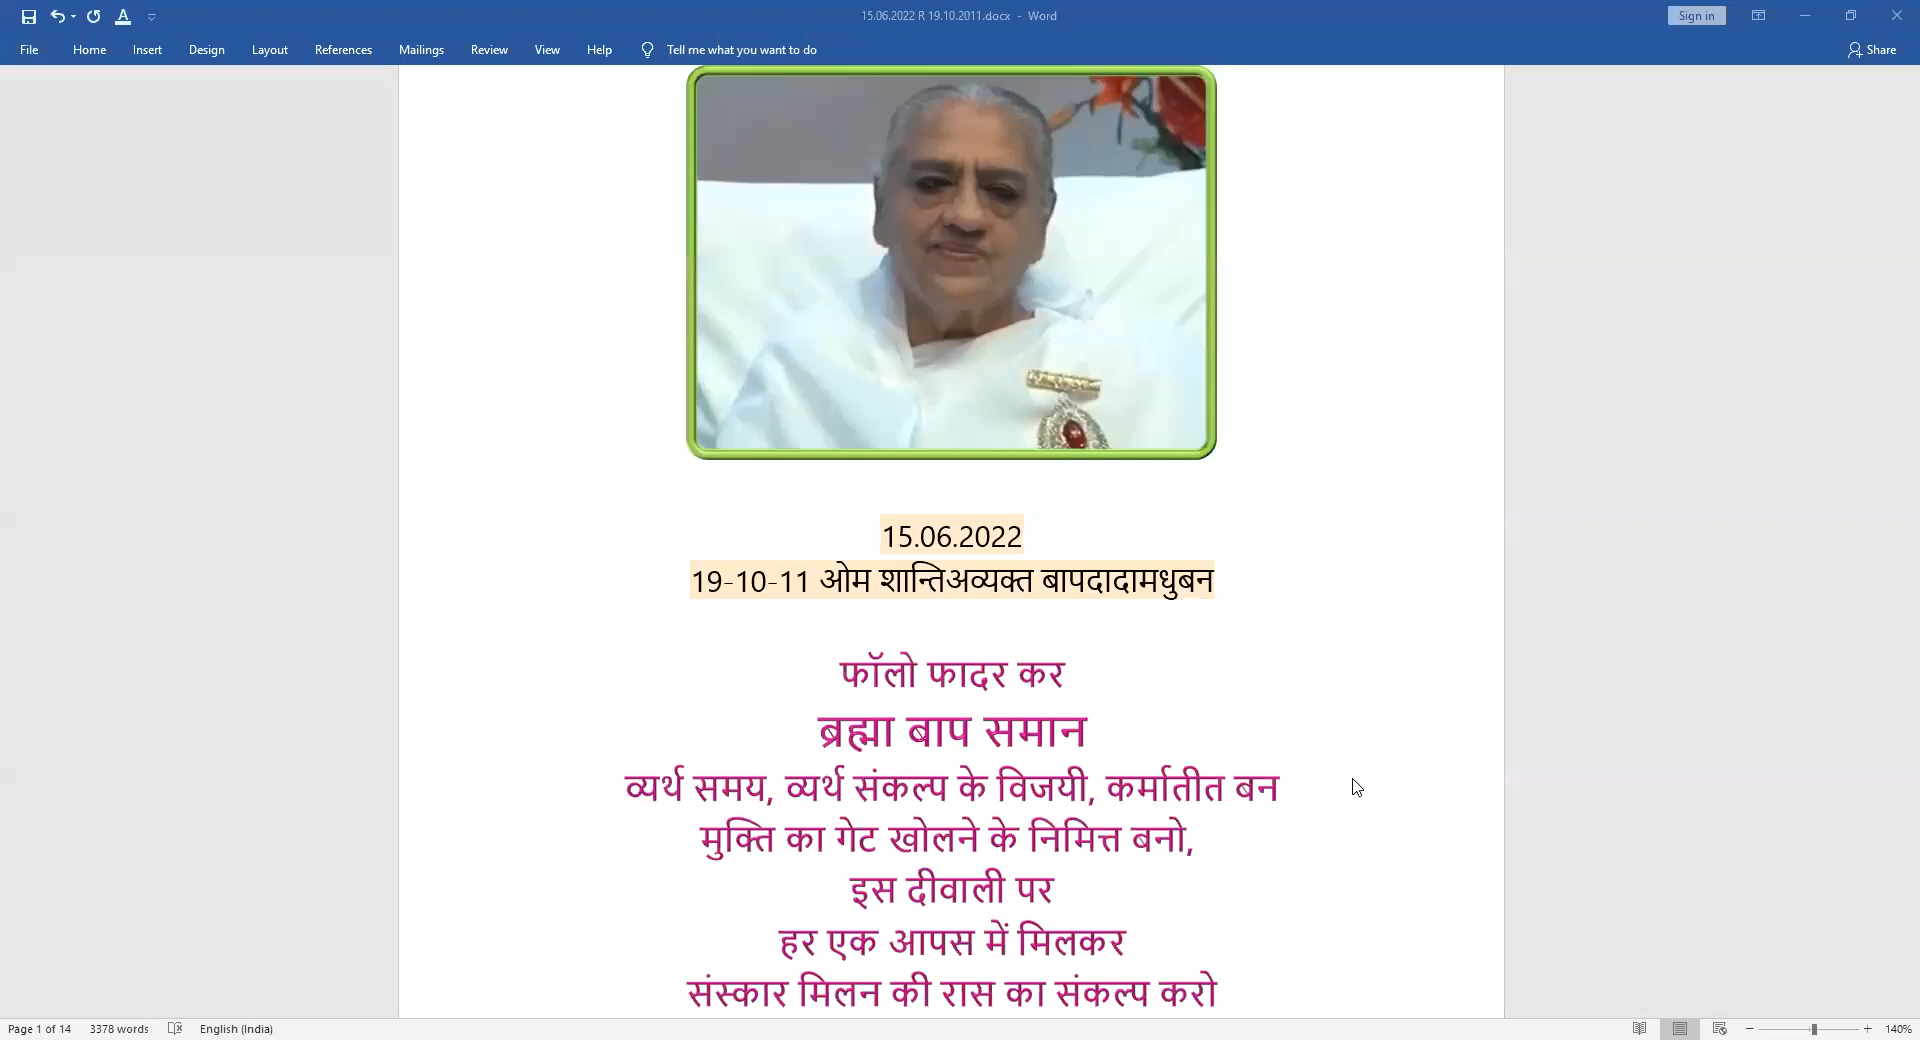 15.06.2022 R 19.10.2011.docx - Word
Sign in
File Home Insert Design Layout References Mailings Review View Help Tell me what you want to do Share
15.06.2022
19-10-11 ओम शान्तिअव्यक्त बापदादामधुबन
फॉलो फादर कर
ब्रह्मा बाप समान
व्यर्थ समय, व्यर्थ संकल्प के विजयी, कर्मातीत बन
मुक्ति का गेट खोलने के निमित्त बनो,
इस दीवाली पर
हर एक आपस में मिलकर
संस्कार मिलन की रास का संकल्प करो
Page 1 of 14 3378 words English (India) 140%